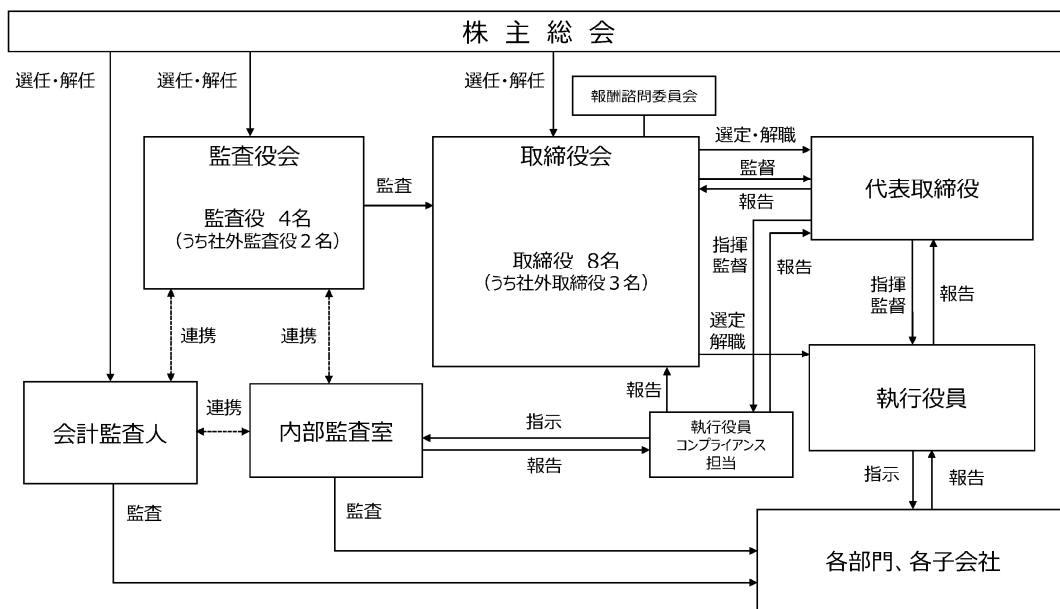 株 主 総 会
選任・解任
選任・解任
選任・解任
報酬諮問委員会
監査役会
監査役 4名
(うち社外監査役2名)
監査
取締役会
取締役 8名
(うち社外取締役3名)
選定・解職
監督
報告
代表取締役
指揮
監督
報告
指揮
監督
報告
連携
連携
選定
解職
執行役員
会計監査人
連携
内部監査室
報告
指示
報告
執行役員
コンプライアンス
担当
指示
報告
監査
監査
各部門、各子会社